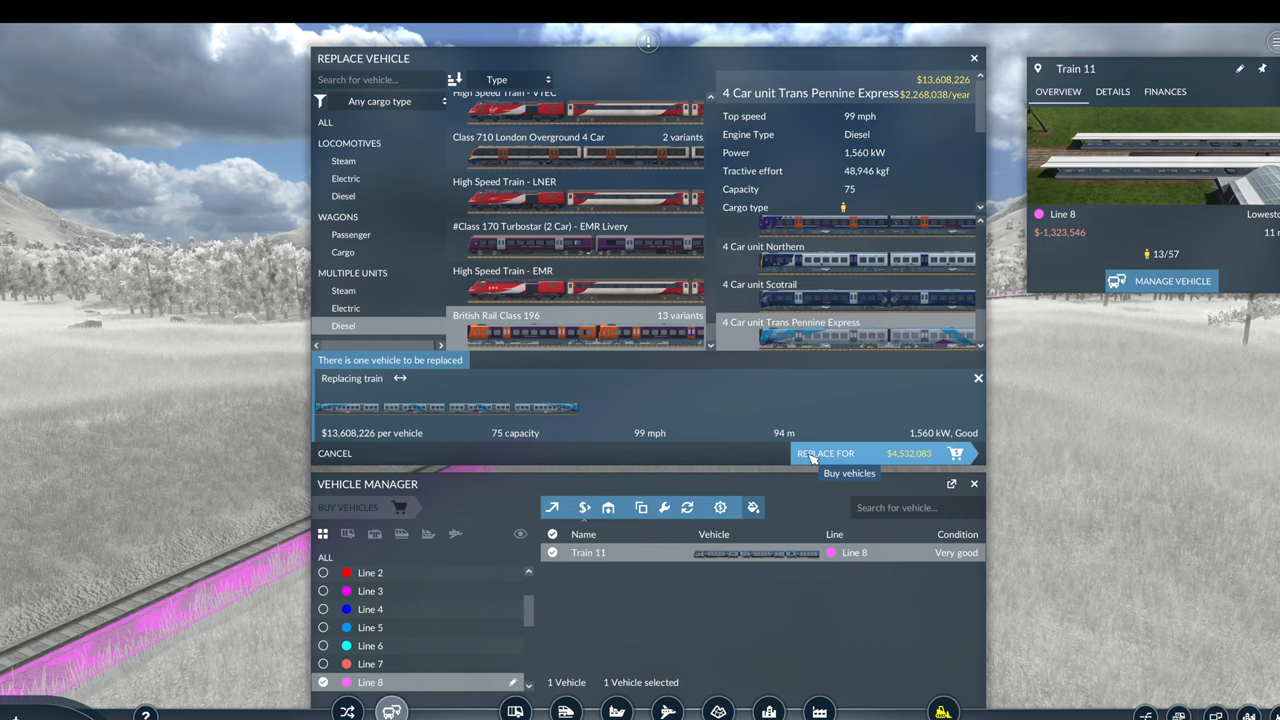 REPLACE VEHICLE
Search for vehicle...
Type
Any cargo type
ALL
LOCOMOTIVES
Steam
Electric
Diesel
WAGONS
Passenger
Cargo
MULTIPLE UNITS
Steam
Electric
Diesel
High Speed Train - VTEC
Class 710 London Overground 4 Car 2 variants
High Speed Train - LNER
#Class 170 Turbostar (2 Car) - EMR Livery
High Speed Train - EMR
British Rail Class 196 13 variants
$13,608,226
4 Car unit Trans Pennine Express $2,268,038/year
Top speed 99 mph
Engine Type Diesel
Power 1,560 kW
Tractive effort 48,946 kgf
Capacity 75
Cargo type
4 Car unit Northern
4 Car unit Scotrail
4 Car unit Trans Pennine Express
There is one vehicle to be replaced
Replacing train
$13,608,226 per vehicle 75 capacity 99 mph 94 m 1,560 kW, Good
CANCEL
REPLACE FOR $4,532,083
Buy vehicles
VEHICLE MANAGER
BUY VEHICLES
Search for vehicle...
Name Vehicle Line Condition
Train 11 Line 8 Very good
ALL
Line 2
Line 3
Line 4
Line 5
Line 6
Line 7
Line 8
1 Vehicle 1 Vehicle selected
Train 11
OVERVIEW DETAILS FINANCES
Line 8 Lowest
$-1,323,546 11
13/57
MANAGE VEHICLE
?